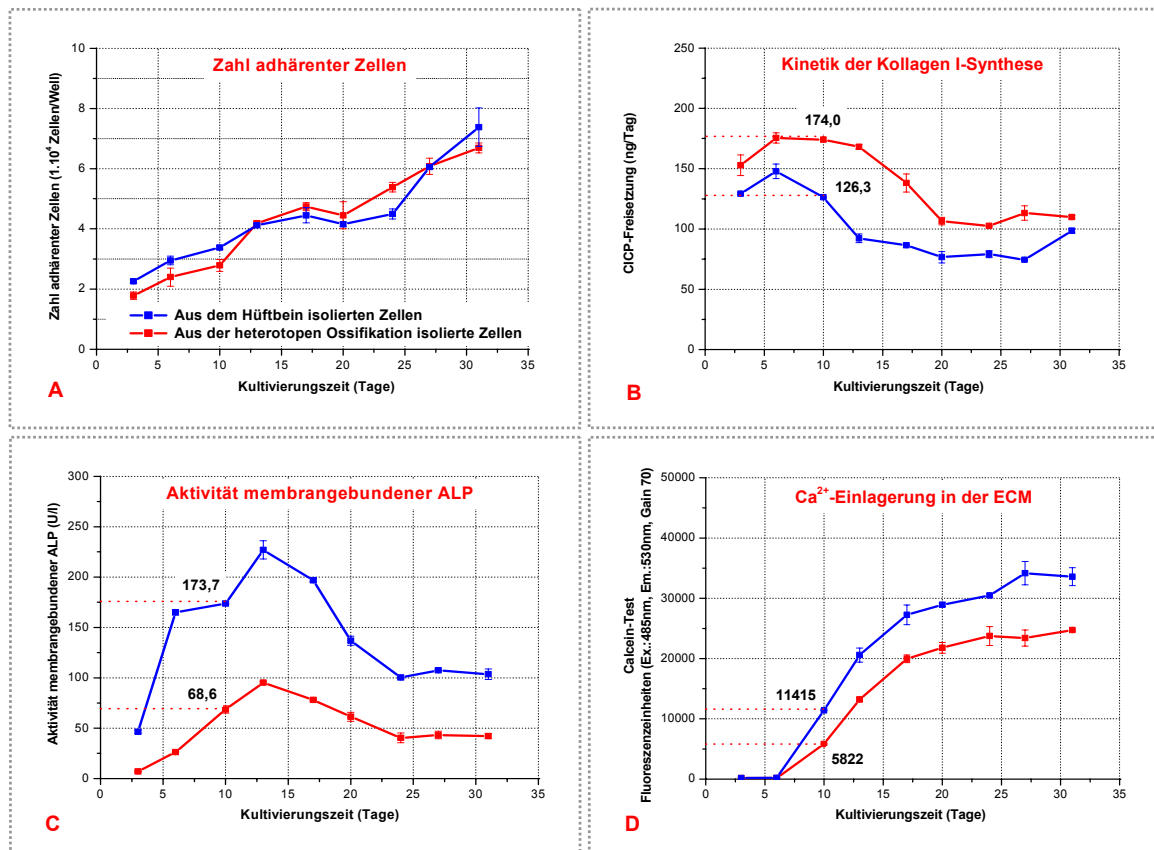 Zahl adhärenter Zellen
Zahl adhärenter Zellen (1.10⁴ Zellen/Well)
10
8
6
4
2
0
Aus dem Hüftbein isolierten Zellen
Aus der heterotopen Ossifikation isolierte Zellen
0 5 10 15 20 25 30 35
Kultivierungszeit (Tage)
A
Kinetik der Kollagen I-Synthese
CICP-Freisetzung (ng/Tag)
250
200
150
100
50
0
174,0
126,3
0 5 10 15 20 25 30 35
Kultivierungszeit (Tage)
B
Aktivität membrangebundener ALP
Aktivität membrangebundener ALP (U/l)
300
250
200
150
100
50
0
173,7
68,6
0 5 10 15 20 25 30 35
Kultivierungszeit (Tage)
C
Ca²⁺-Einlagerung in der ECM
Calcein-Test
Fluoreszenzeinheiten (Ex.:485nm, Em.:530nm, Gain 70)
50000
40000
30000
20000
10000
0
11415
5822
0 5 10 15 20 25 30 35
Kultivierungszeit (Tage)
D